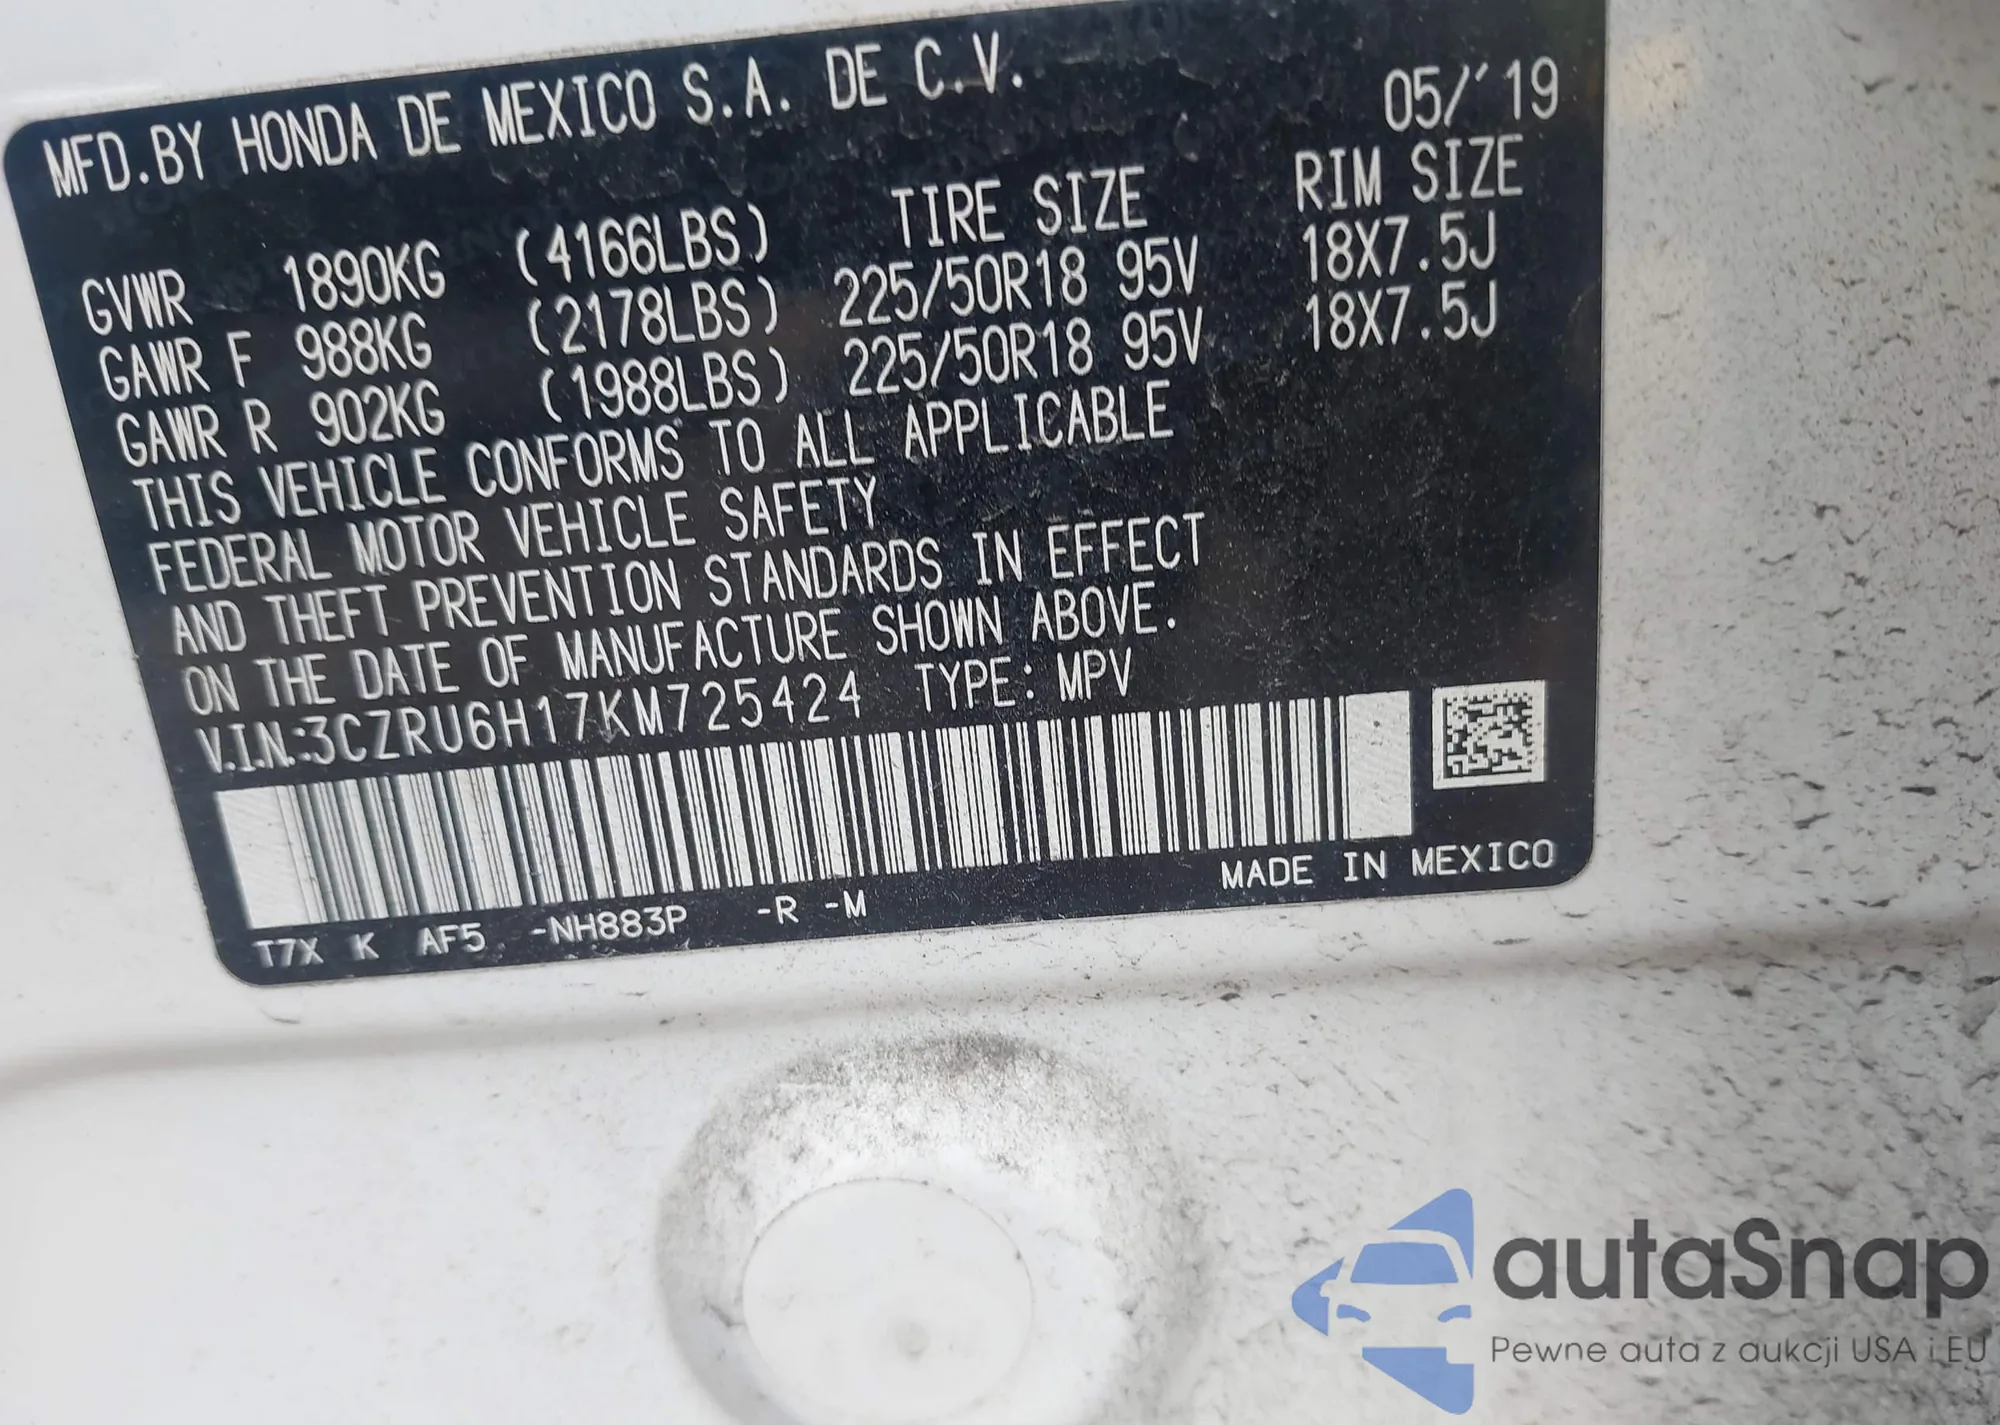 MFD.BY HONDA DE MEXICO S.A. DE C.V. 05/'19
TIRE SIZE RIM SIZE
GVWR 1890KG (4166LBS) 225/50R18 95V 18X7.5J
GAWR F 988KG (2178LBS) 225/50R18 95V 18X7.5J
GAWR R 902KG (1988LBS)
THIS VEHICLE CONFORMS TO ALL APPLICABLE
FEDERAL MOTOR VEHICLE SAFETY
AND THEFT PREVENTION STANDARDS IN EFFECT
ON THE DATE OF MANUFACTURE SHOWN ABOVE.
V.I.N.:3CZRU6H17KM725424 TYPE: MPV
T7X K AF5 -NH883P -R -M MADE IN MEXICO
autaSnap
Pewne auta z aukcji USA i EU